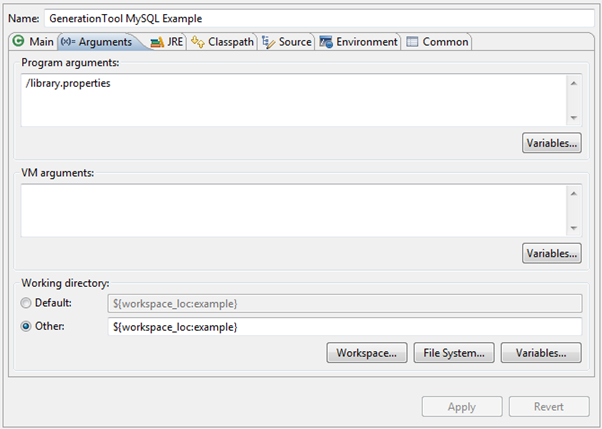 Name: GenerationTool MySQL Example
Main (x)= Arguments JRE Classpath Source Environment Common
Program arguments:
/library.properties
Variables...
VM arguments:
Variables...
Working directory:
Default: ${workspace_loc:example}
Other: ${workspace_loc:example}
Workspace... File System... Variables...
Apply Revert